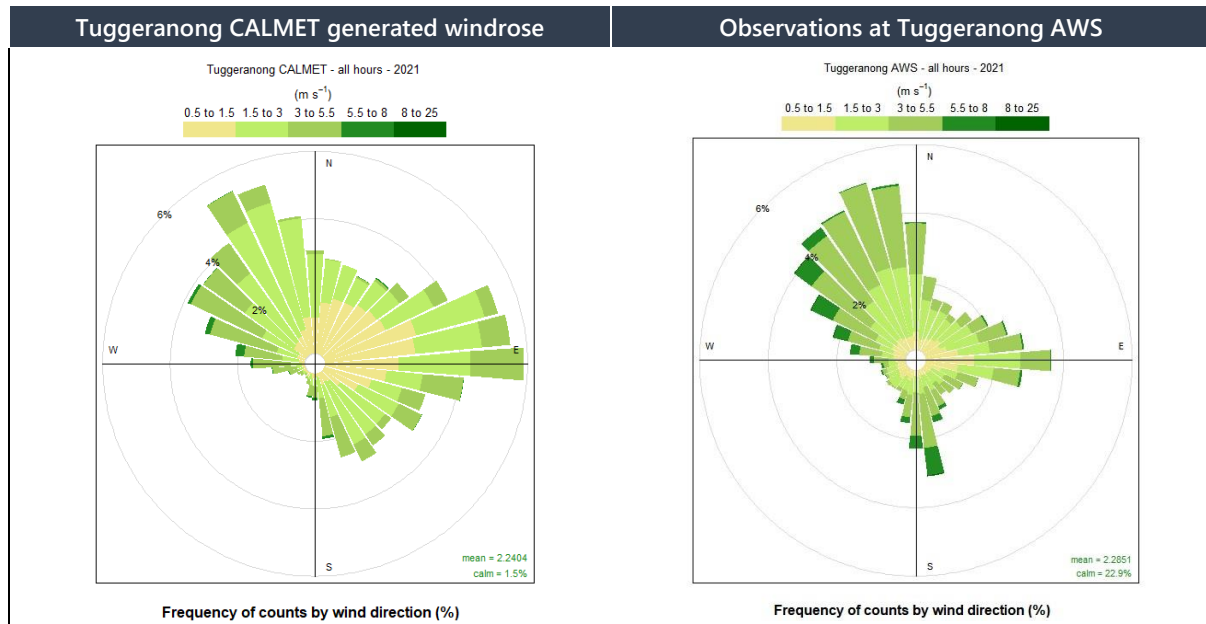 Tuggeranong CALMET generated windrose
Observations at Tuggeranong AWS
Tuggeranong CALMET - all hours - 2021
(m s⁻¹)
0.5 to 1.5 1.5 to 3 3 to 5.5 5.5 to 8 8 to 25
N
6%
4%
2%
W
E
S
mean = 2.2404
calm = 1.5%
Frequency of counts by wind direction (%)
Tuggeranong AWS - all hours - 2021
(m s⁻¹)
0.5 to 1.5 1.5 to 3 3 to 5.5 5.5 to 8 8 to 25
N
6%
4%
2%
W
E
S
mean = 2.2851
calm = 22.9%
Frequency of counts by wind direction (%)